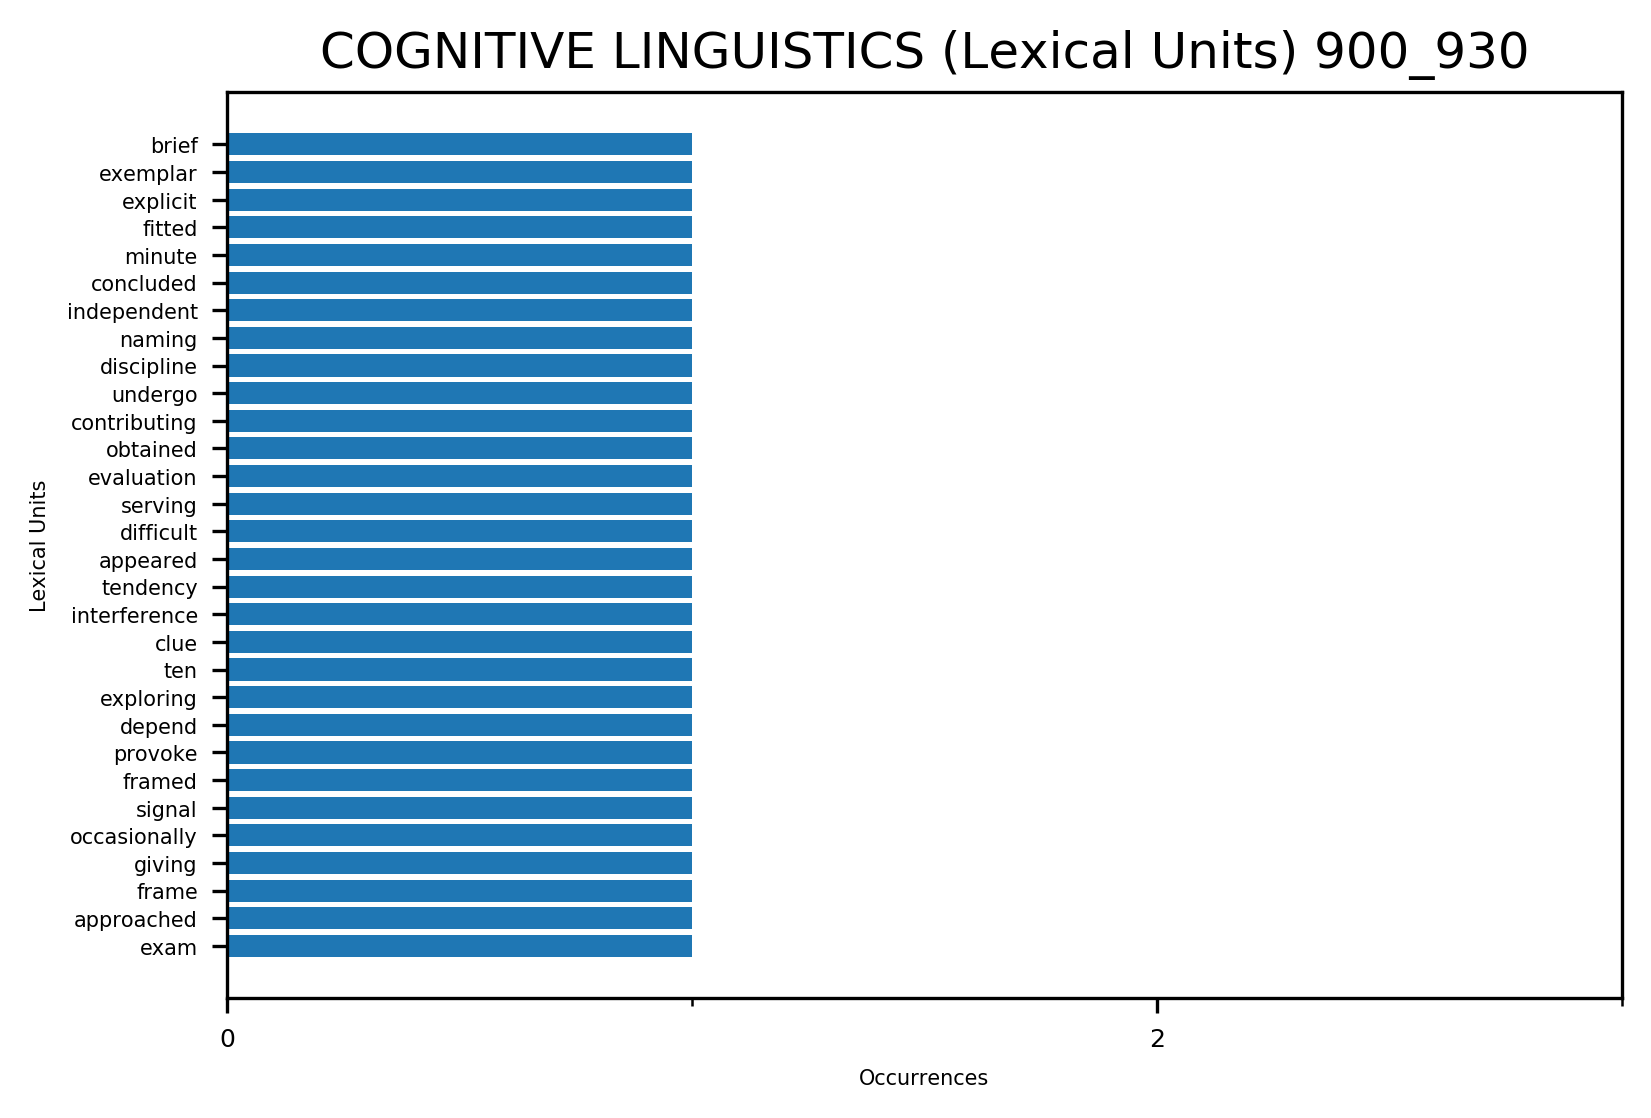 COGNITIVE LINGUISTICS (Lexical Units) 900_930
brief
exemplar
explicit
fitted
minute
concluded
independent
naming
discipline
undergo
contributing
obtained
evaluation
serving
difficult
appeared
tendency
interference
clue
ten
exploring
depend
provoke
framed
signal
occasionally
giving
frame
approached
exam
Lexical Units
0 2
Occurrences